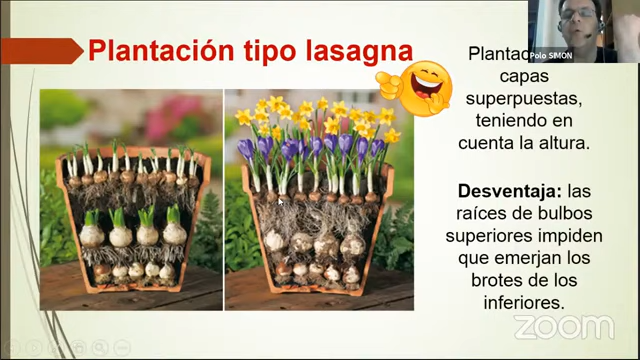 Plantación tipo lasagna
Polo SIMON
capas
superpuestas,
teniendo en
cuenta la altura.
Desventaja: las
raíces de bulbos
superiores impiden
que emerjan los
brotes de los
inferiores.
zoom